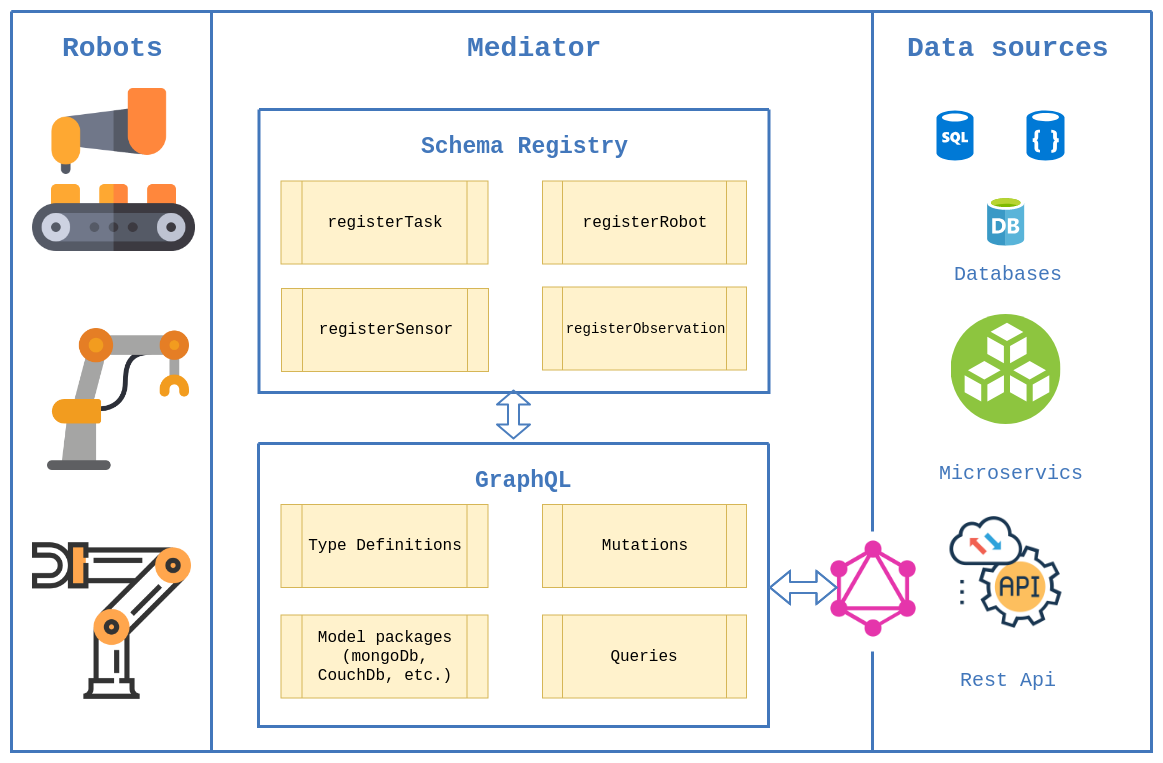 Robots
Mediator
Data sources
Schema Registry
registerTask
registerRobot
registerSensor
registerObservation
GraphQL
Type Definitions
Mutations
Model packages
(mongoDb,
CouchDb, etc.)
Queries
SQL
{ }
DB
Databases
Microservics
API
Rest Api